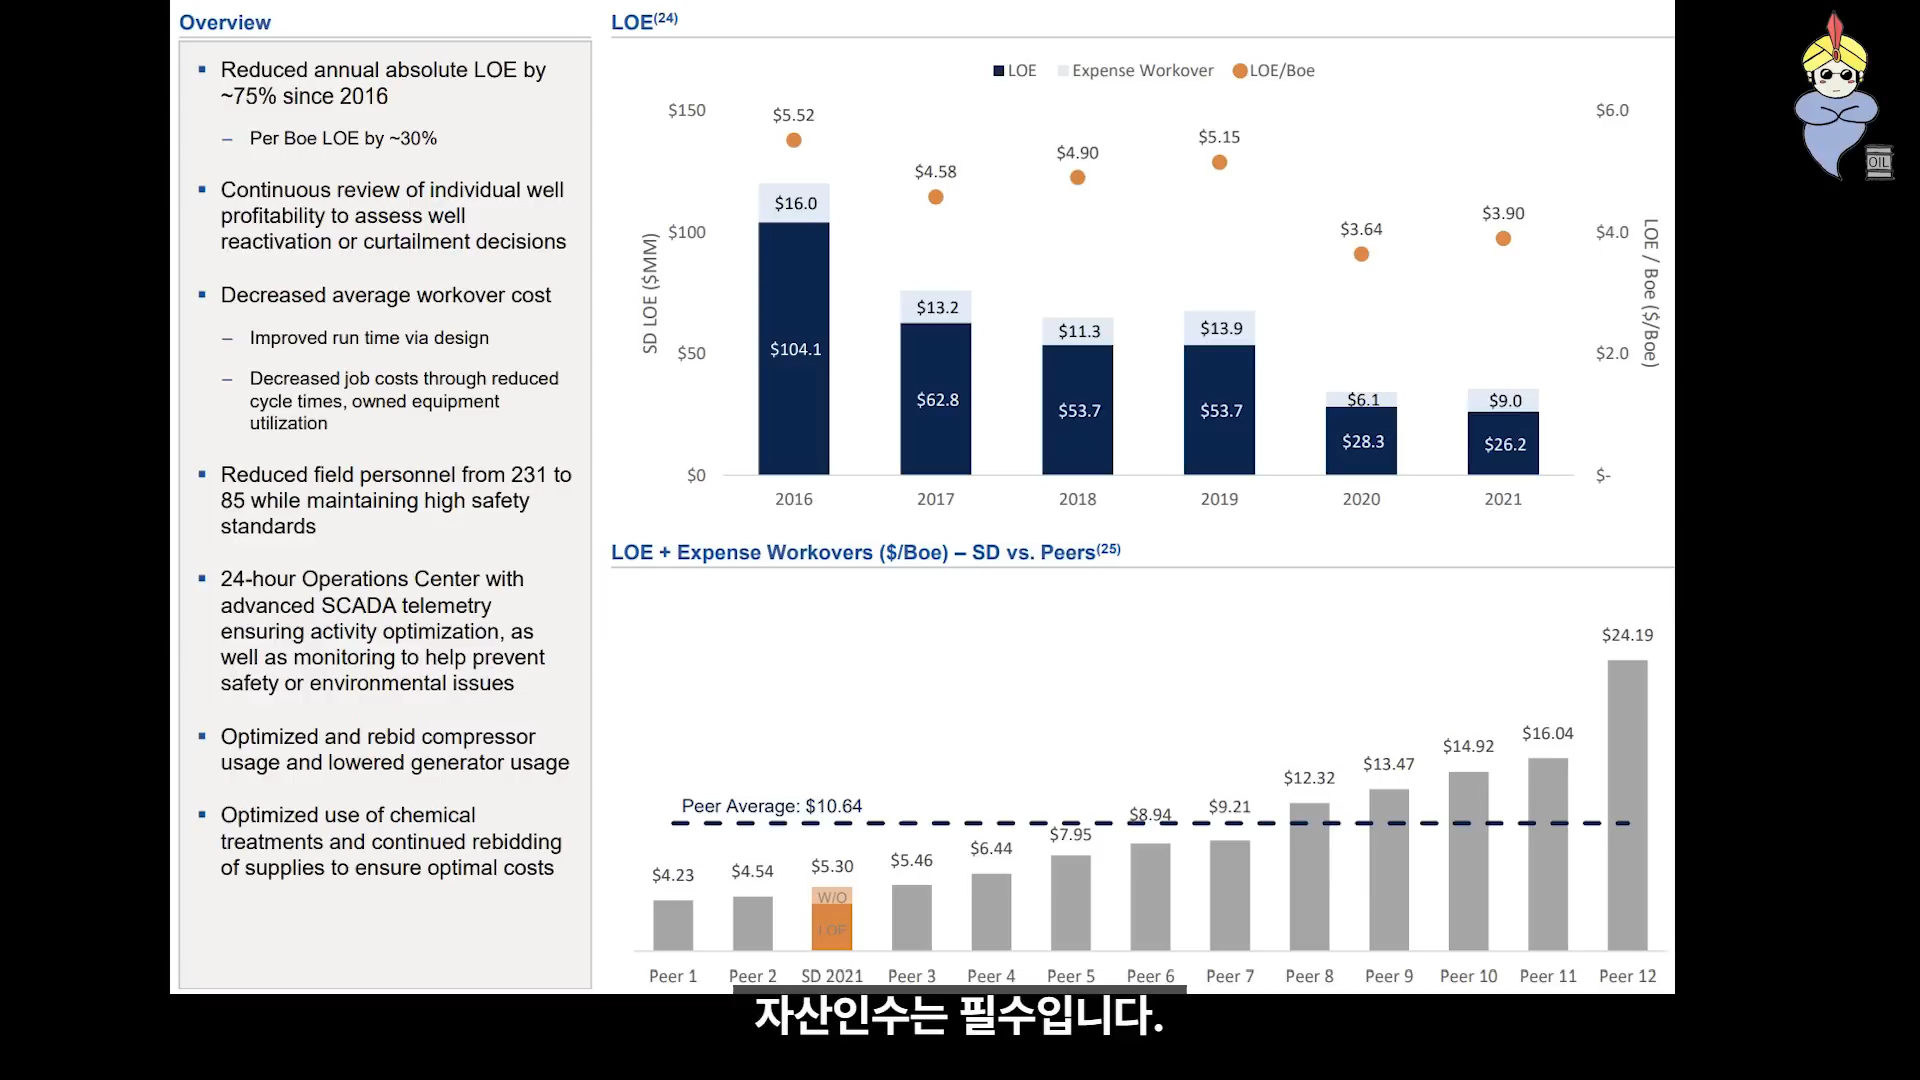 Overview
Reduced annual absolute LOE by
~75% since 2016
– Per Boe LOE by ~30%
Continuous review of individual well
profitability to assess well
reactivation or curtailment decisions
Decreased average workover cost
– Improved run time via design
– Decreased job costs through reduced
cycle times, owned equipment
utilization
Reduced field personnel from 231 to
85 while maintaining high safety
standards
24-hour Operations Center with
advanced SCADA telemetry
ensuring activity optimization, as
well as monitoring to help prevent
safety or environmental issues
Optimized and rebid compressor
usage and lowered generator usage
Optimized use of chemical
treatments and continued rebidding
of supplies to ensure optimal costs
LOE(24)
LOE Expense Workover LOE/Boe
SD LOE ($MM)
$150
$100
$50
$0
$5.52 $4.58 $4.90 $5.15 $3.64 $3.90
$16.0 $13.2 $11.3 $13.9 $6.1 $9.0
$104.1 $62.8 $53.7 $53.7 $28.3 $26.2
2016 2017 2018 2019 2020 2021
$6.0
$4.0
$2.0
$-
LOE / Boe ($/Boe)
LOE + Expense Workovers ($/Boe) – SD vs. Peers(25)
Peer Average: $10.64
$4.23 $4.54 $5.30 $5.46 $6.44 $7.95 $8.94 $9.21 $12.32 $13.47 $14.92 $16.04 $24.19
W/O
LOE
Peer 1 Peer 2 SD 2021 Peer 3 Peer 4 Peer 5 Peer 6 Peer 7 Peer 8 Peer 9 Peer 10 Peer 11 Peer 12
자산인수는 필수입니다.
OIL